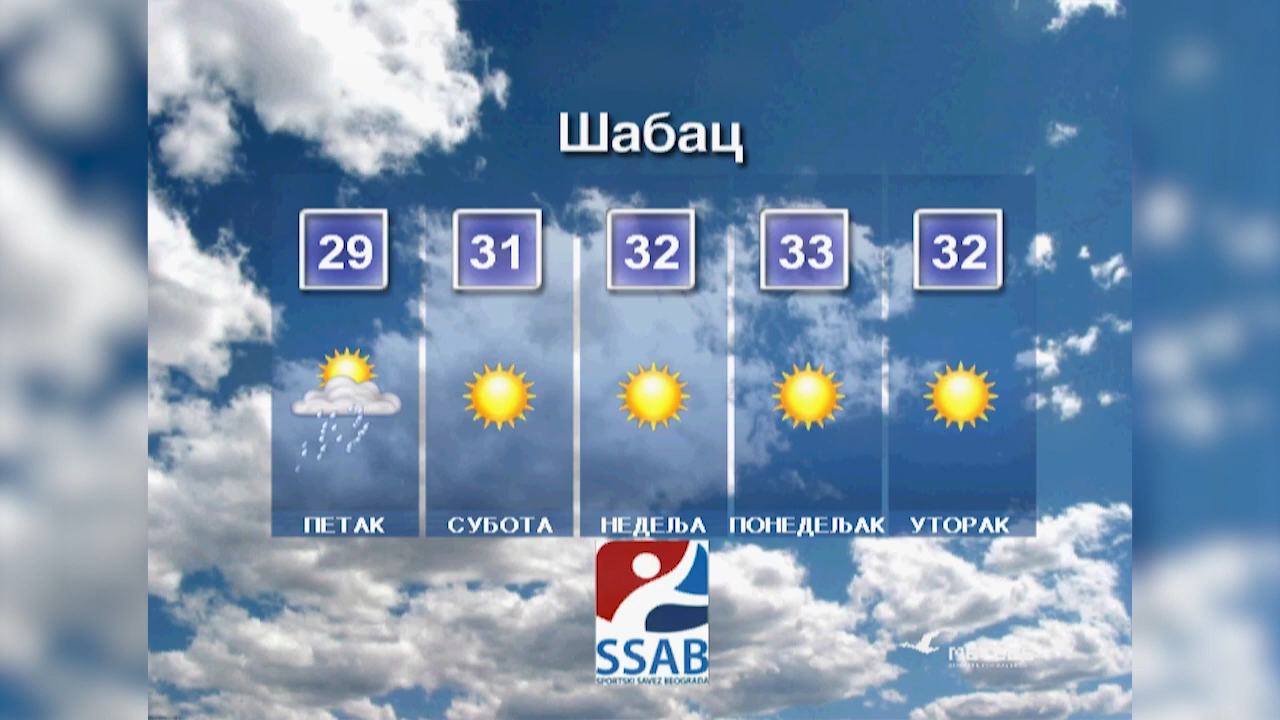 Шабац
29 31 32 33 32
ПЕТАК СУБОТА НЕДЕЉА ПОНЕДЕЉАК УТОРАК
SSAB
SPORTSKI SAVEZ BEOGRADA